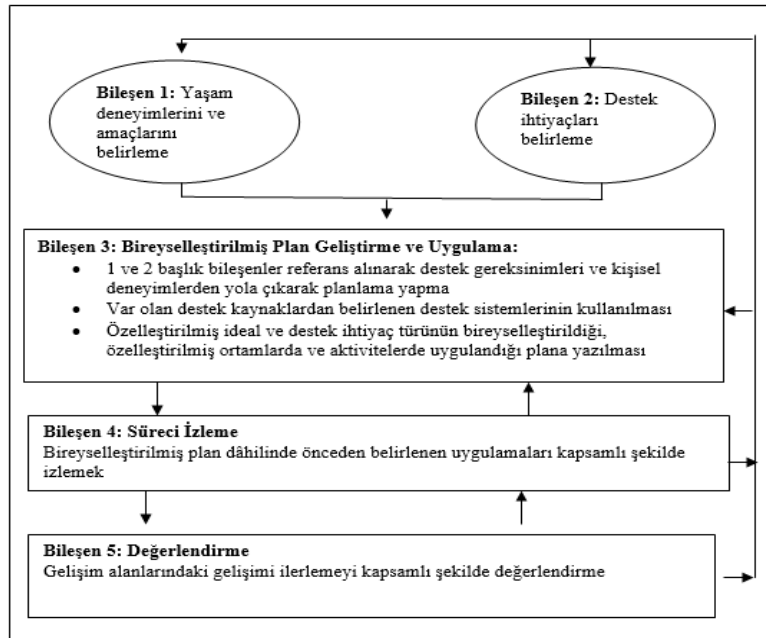 Bileşen 1: Yaşam
deneyimlerini ve
amaçlarını
belirleme
Bileşen 2: Destek
ihtiyaçları
belirleme
Bileşen 3: Bireyselleştirilmiş Plan Geliştirme ve Uygulama:
• 1 ve 2 başlık bileşenler referans alınarak destek gereksinimleri ve kişisel
deneyimlerden yola çıkarak planlama yapma
• Var olan destek kaynaklardan belirlenen destek sistemlerinin kullanılması
• Özelleştirilmiş ideal ve destek ihtiyaç türünün bireyselleştirildiği,
özelleştirilmiş ortamlarda ve aktivitelerde uygulandığı plana yazılması
Bileşen 4: Süreci İzleme
Bireyselleştirilmiş plan dâhilinde önceden belirlenen uygulamaları kapsamlı şekilde
izlemek
Bileşen 5: Değerlendirme
Gelişim alanlarındaki gelişimi ilerlemeyi kapsamlı şekilde değerlendirme